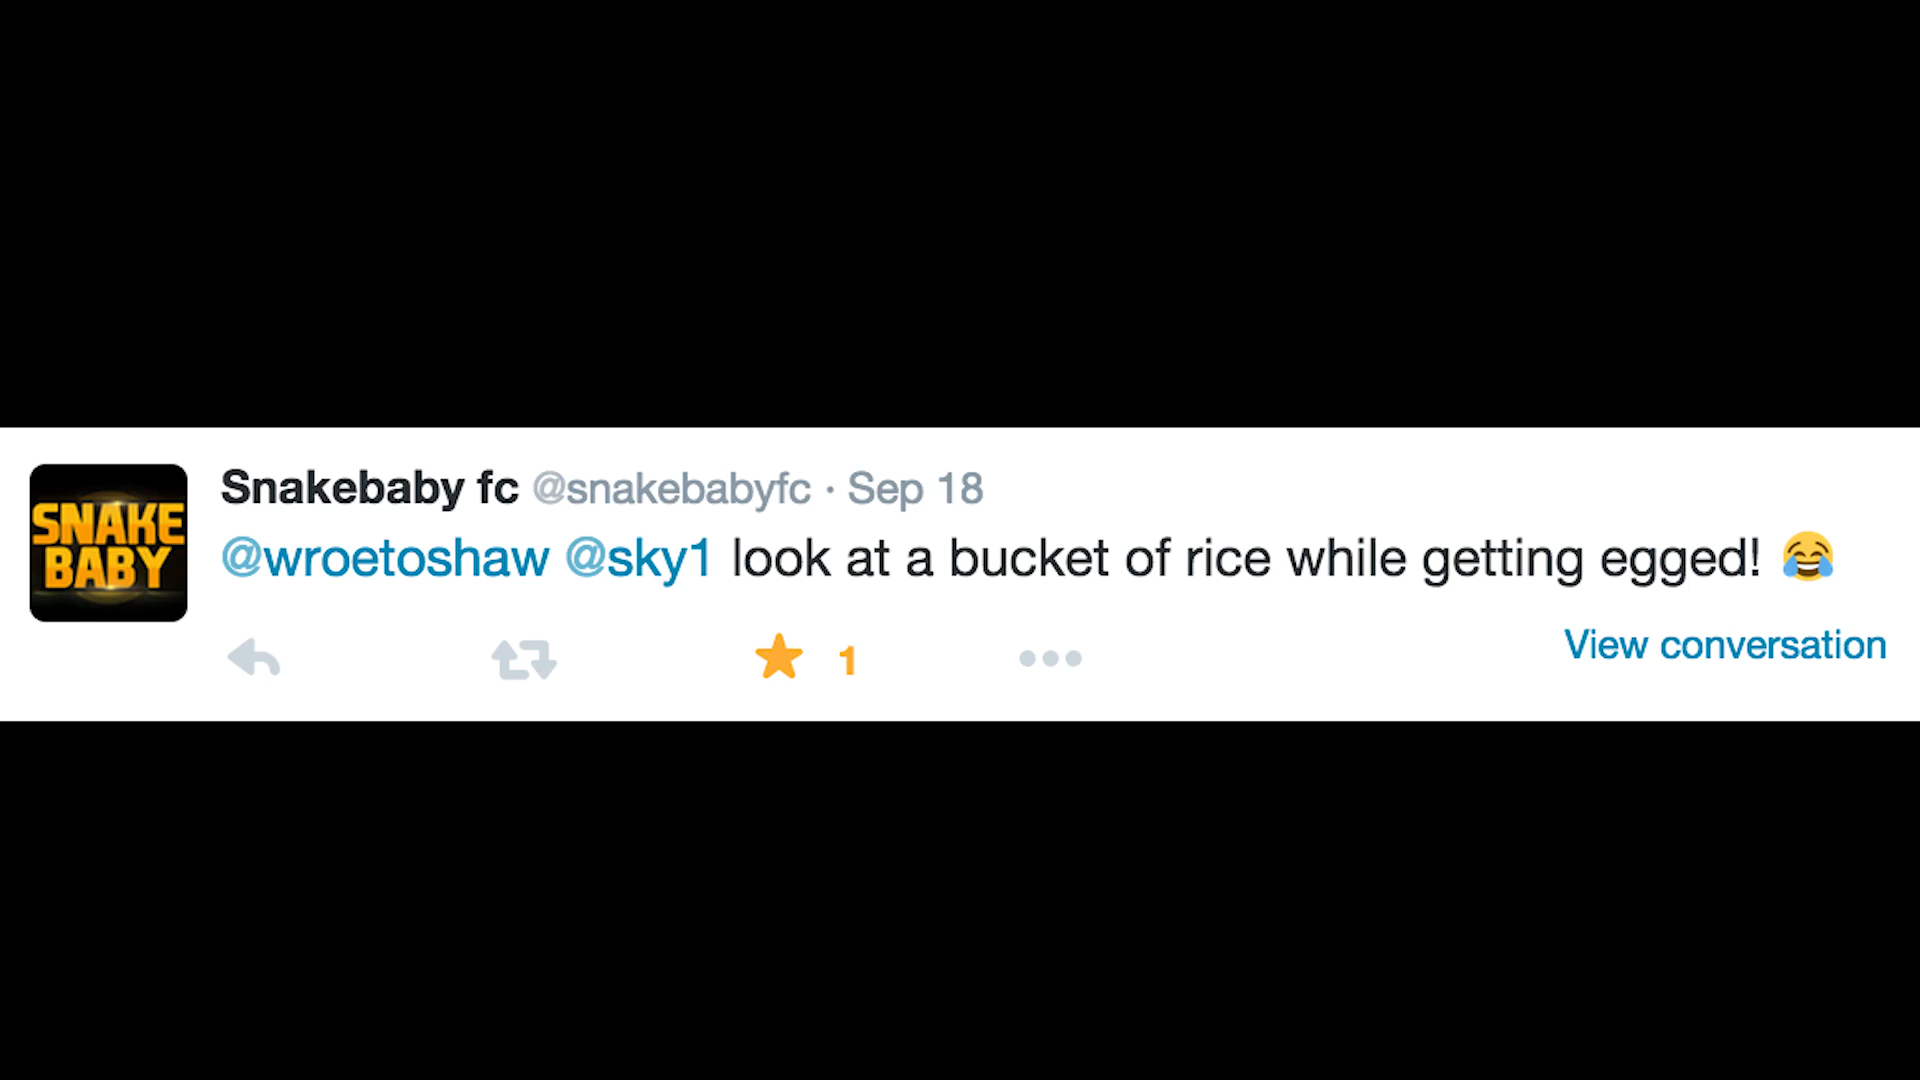 SNAKE
BABY
Snakebaby fc @snakebabyfc · Sep 18
@wroetoshaw @sky1 look at a bucket of rice while getting egged! 😂
1
View conversation